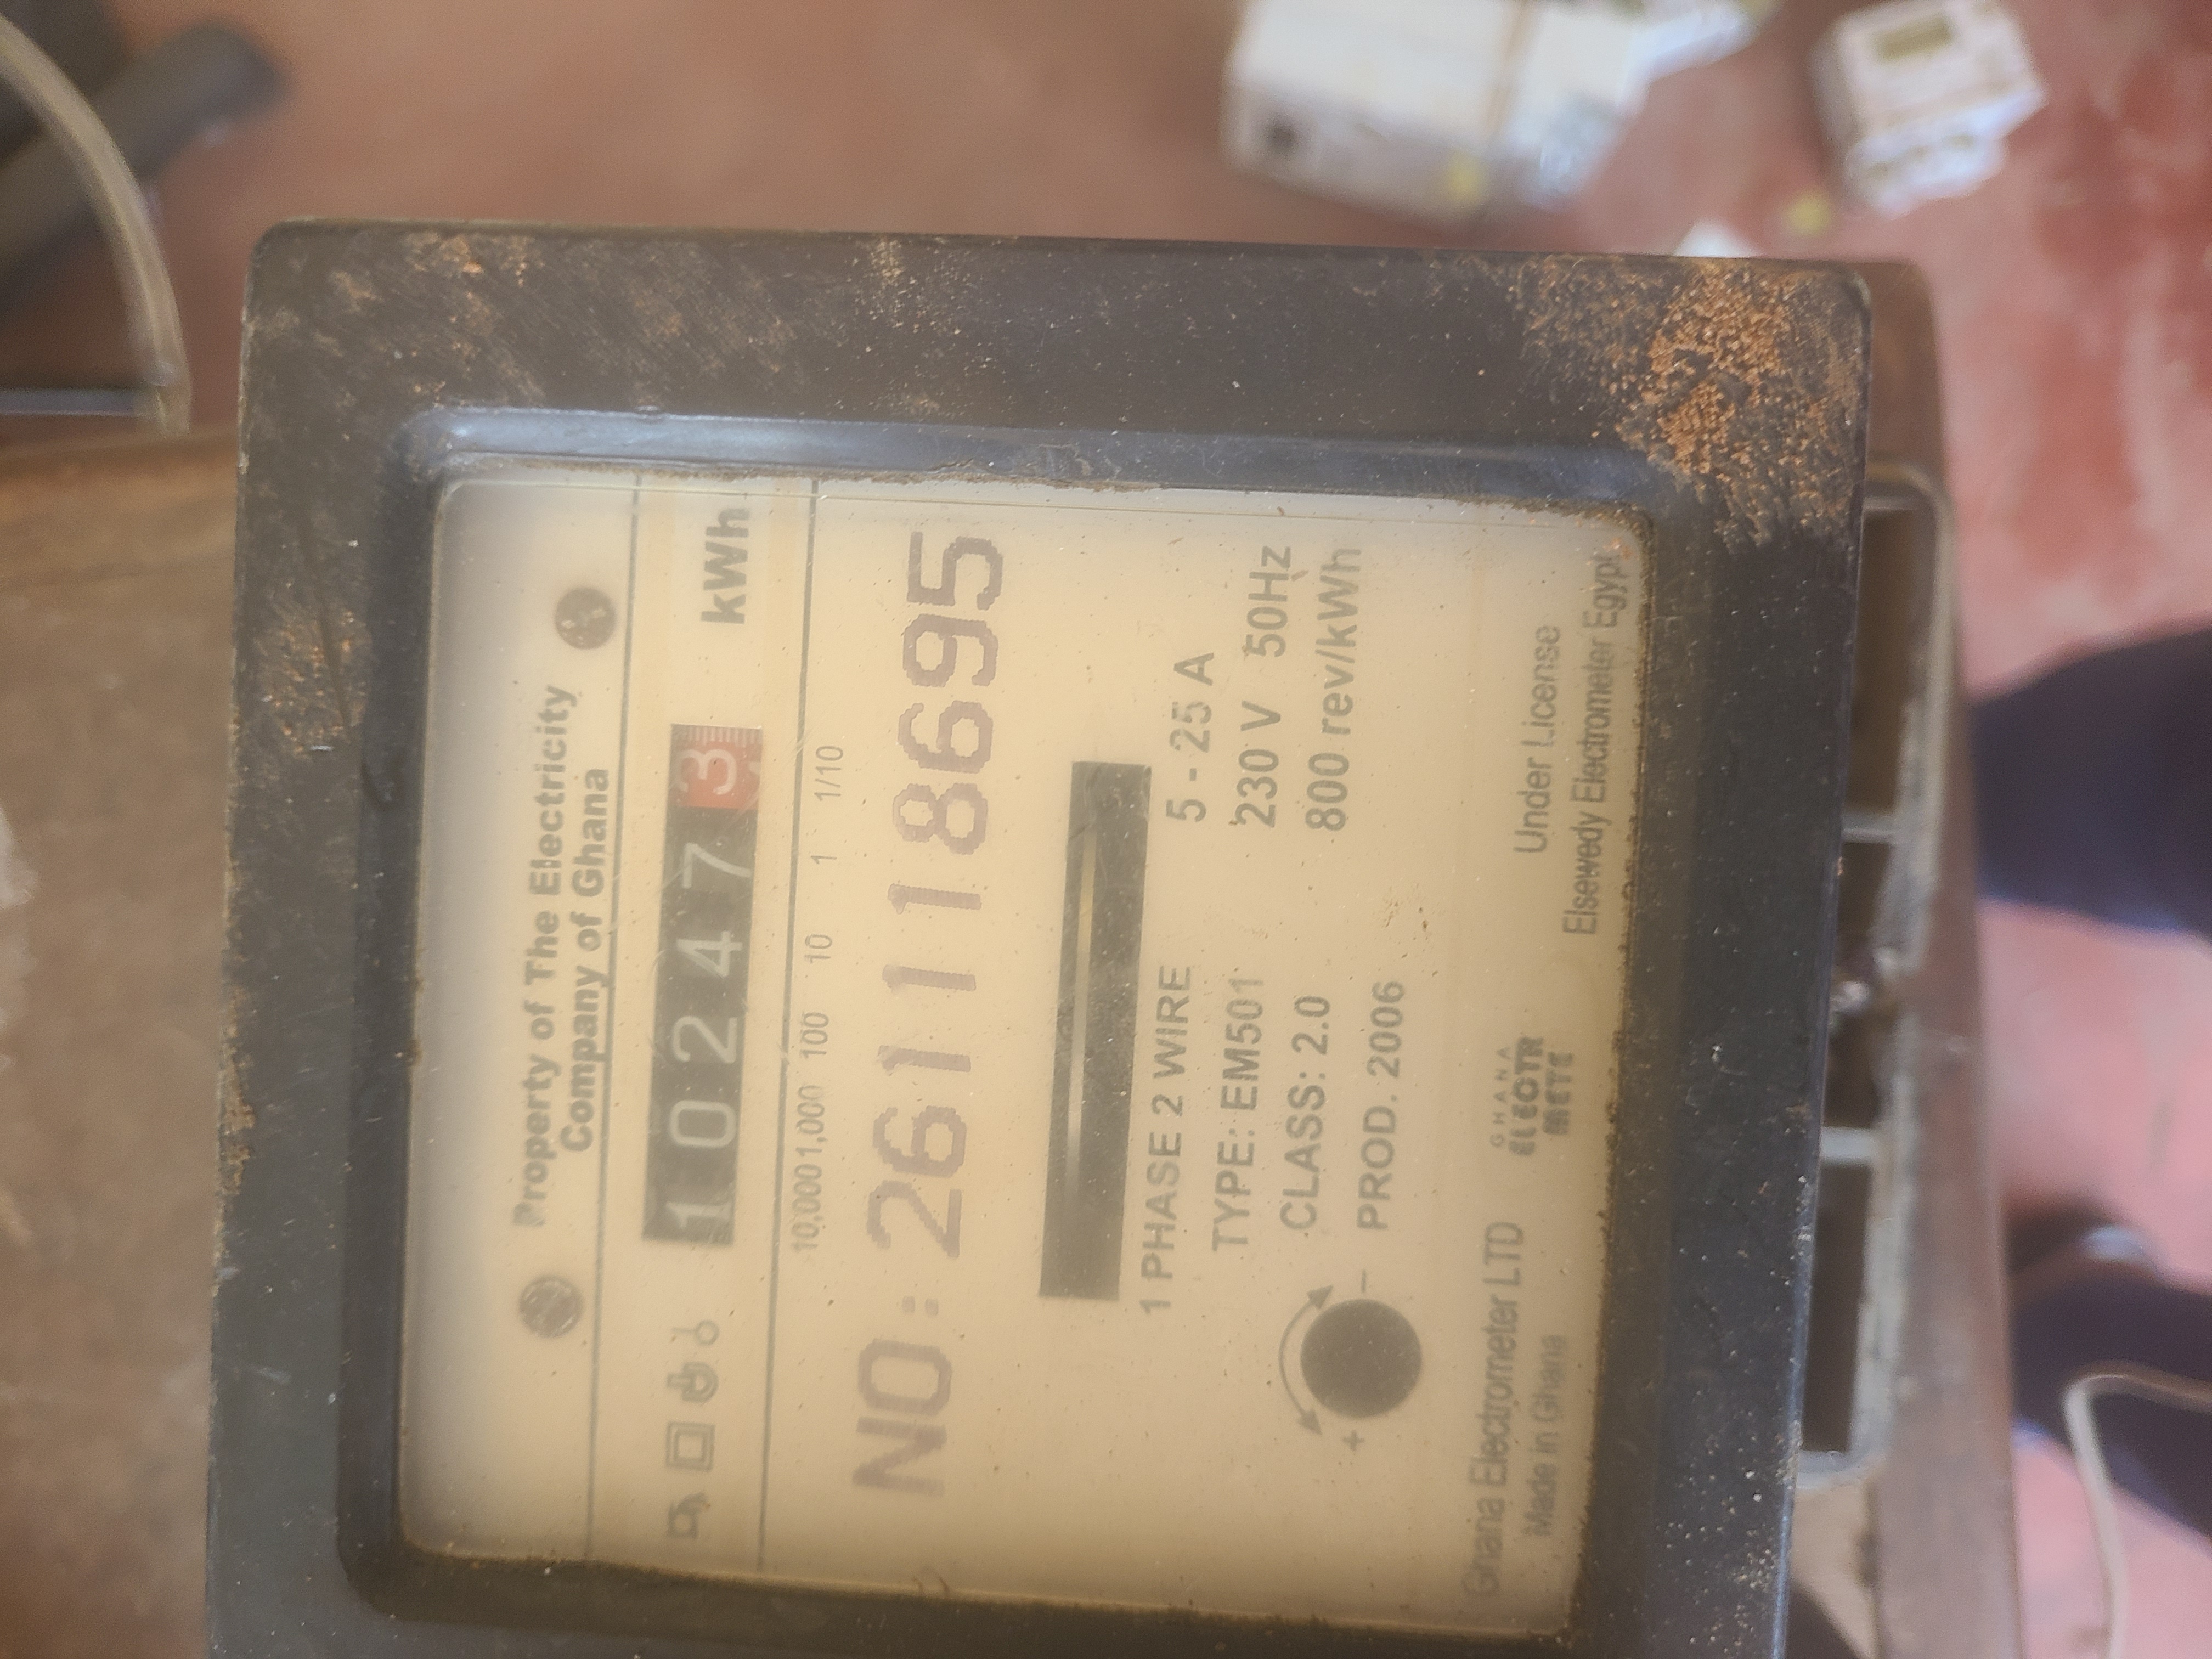 Property of The Electricity
Company of Ghana
10247 3 kWh
10,000 1,000 100 10 1 1/10
NO: 261118695
1 PHASE 2 WIRE 5 - 25 A
TYPE: EM501 230 V 50Hz
CLASS: 2.0 800 rev/kWh
+ - PROD. 2006
Ghana Electrometer LTD
Made in Ghana
GHANA
ELECTR
METE
Under License
Elsewedy Electrometer Egypt